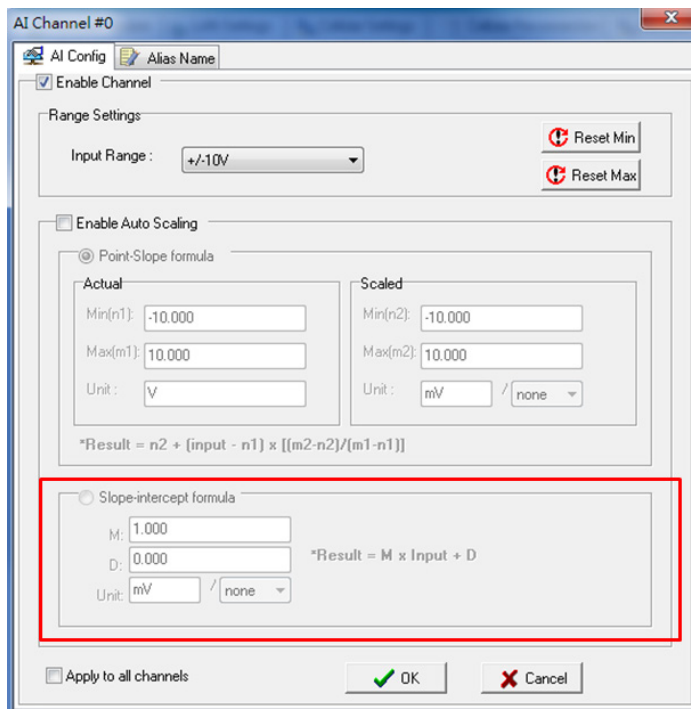 AI Channel #0
AI Config Alias Name
Enable Channel
Range Settings
Input Range : +/-10V
Reset Min
Reset Max
Enable Auto Scaling
Point-Slope formula
Actual Scaled
Min(n1): -10.000 Min(n2): -10.000
Max(m1): 10.000 Max(m2): 10.000
Unit : V Unit : mV / none
*Result = n2 + (input - n1) x [(m2-n2)/(m1-n1)]
Slope-intercept formula
M: 1.000
D: 0.000 *Result = M x Input + D
Unit: mV / none
Apply to all channels OK Cancel